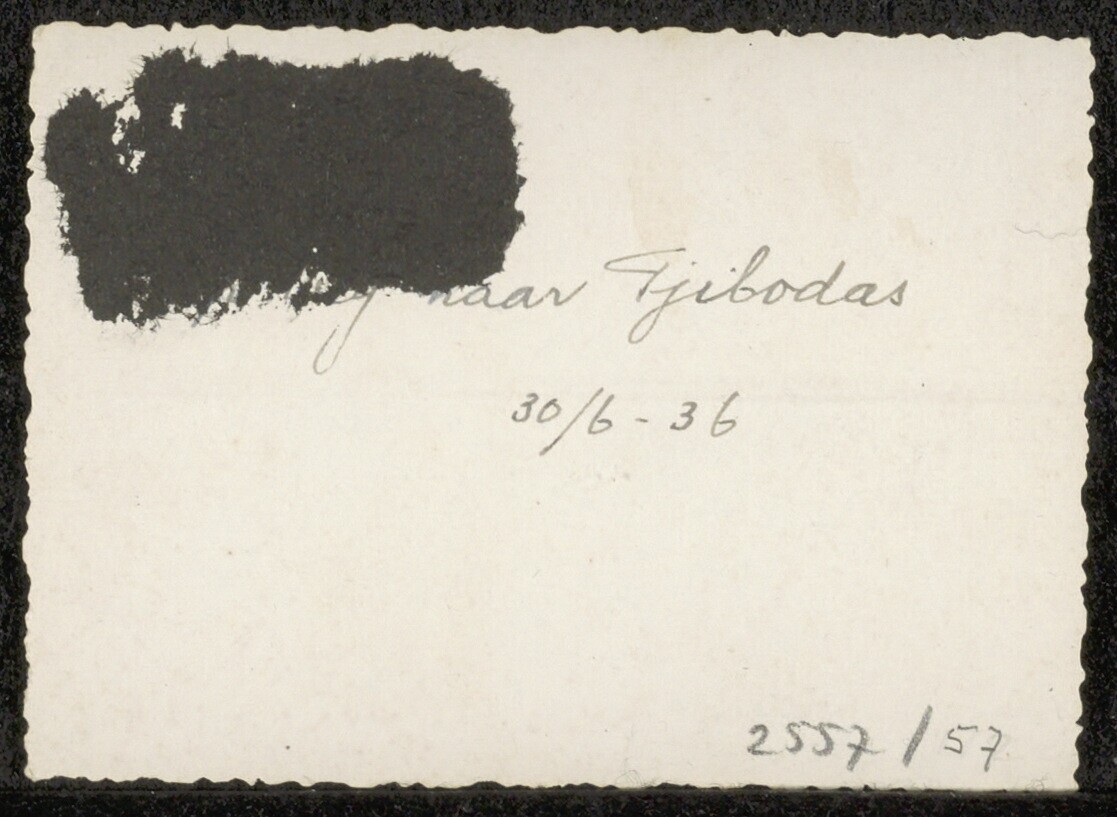 naar Tjibodas
30/6 - 36
2557 / 57